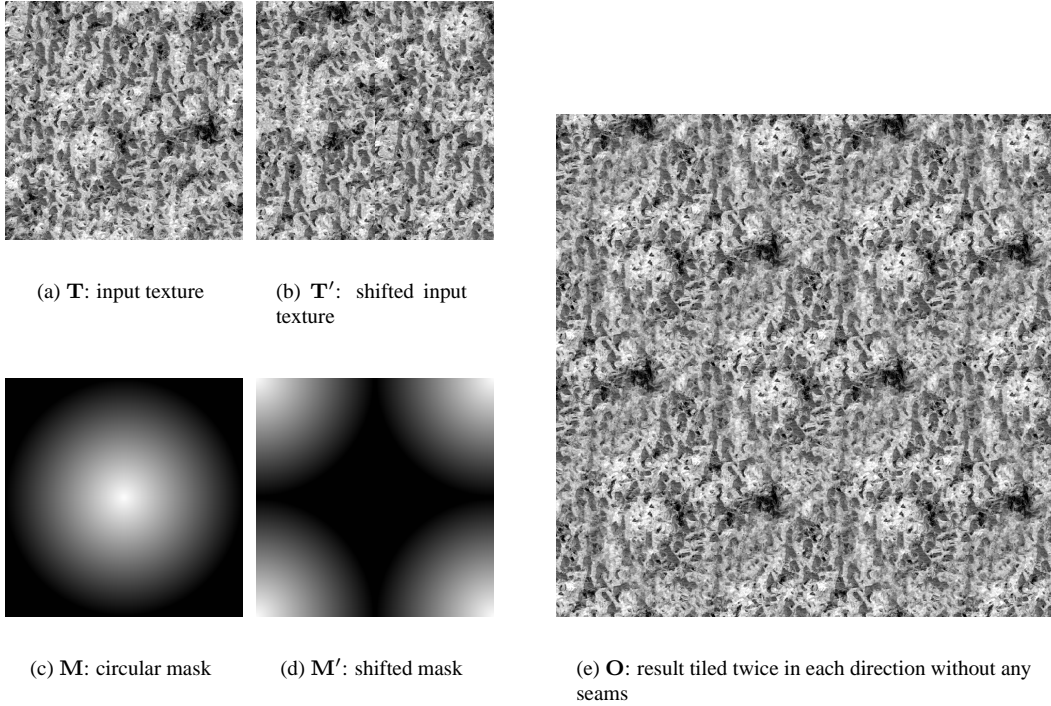 (a) T: input texture
(b) T′: shifted input
texture
(c) M: circular mask
(d) M′: shifted mask
(e) O: result tiled twice in each direction without any
seams